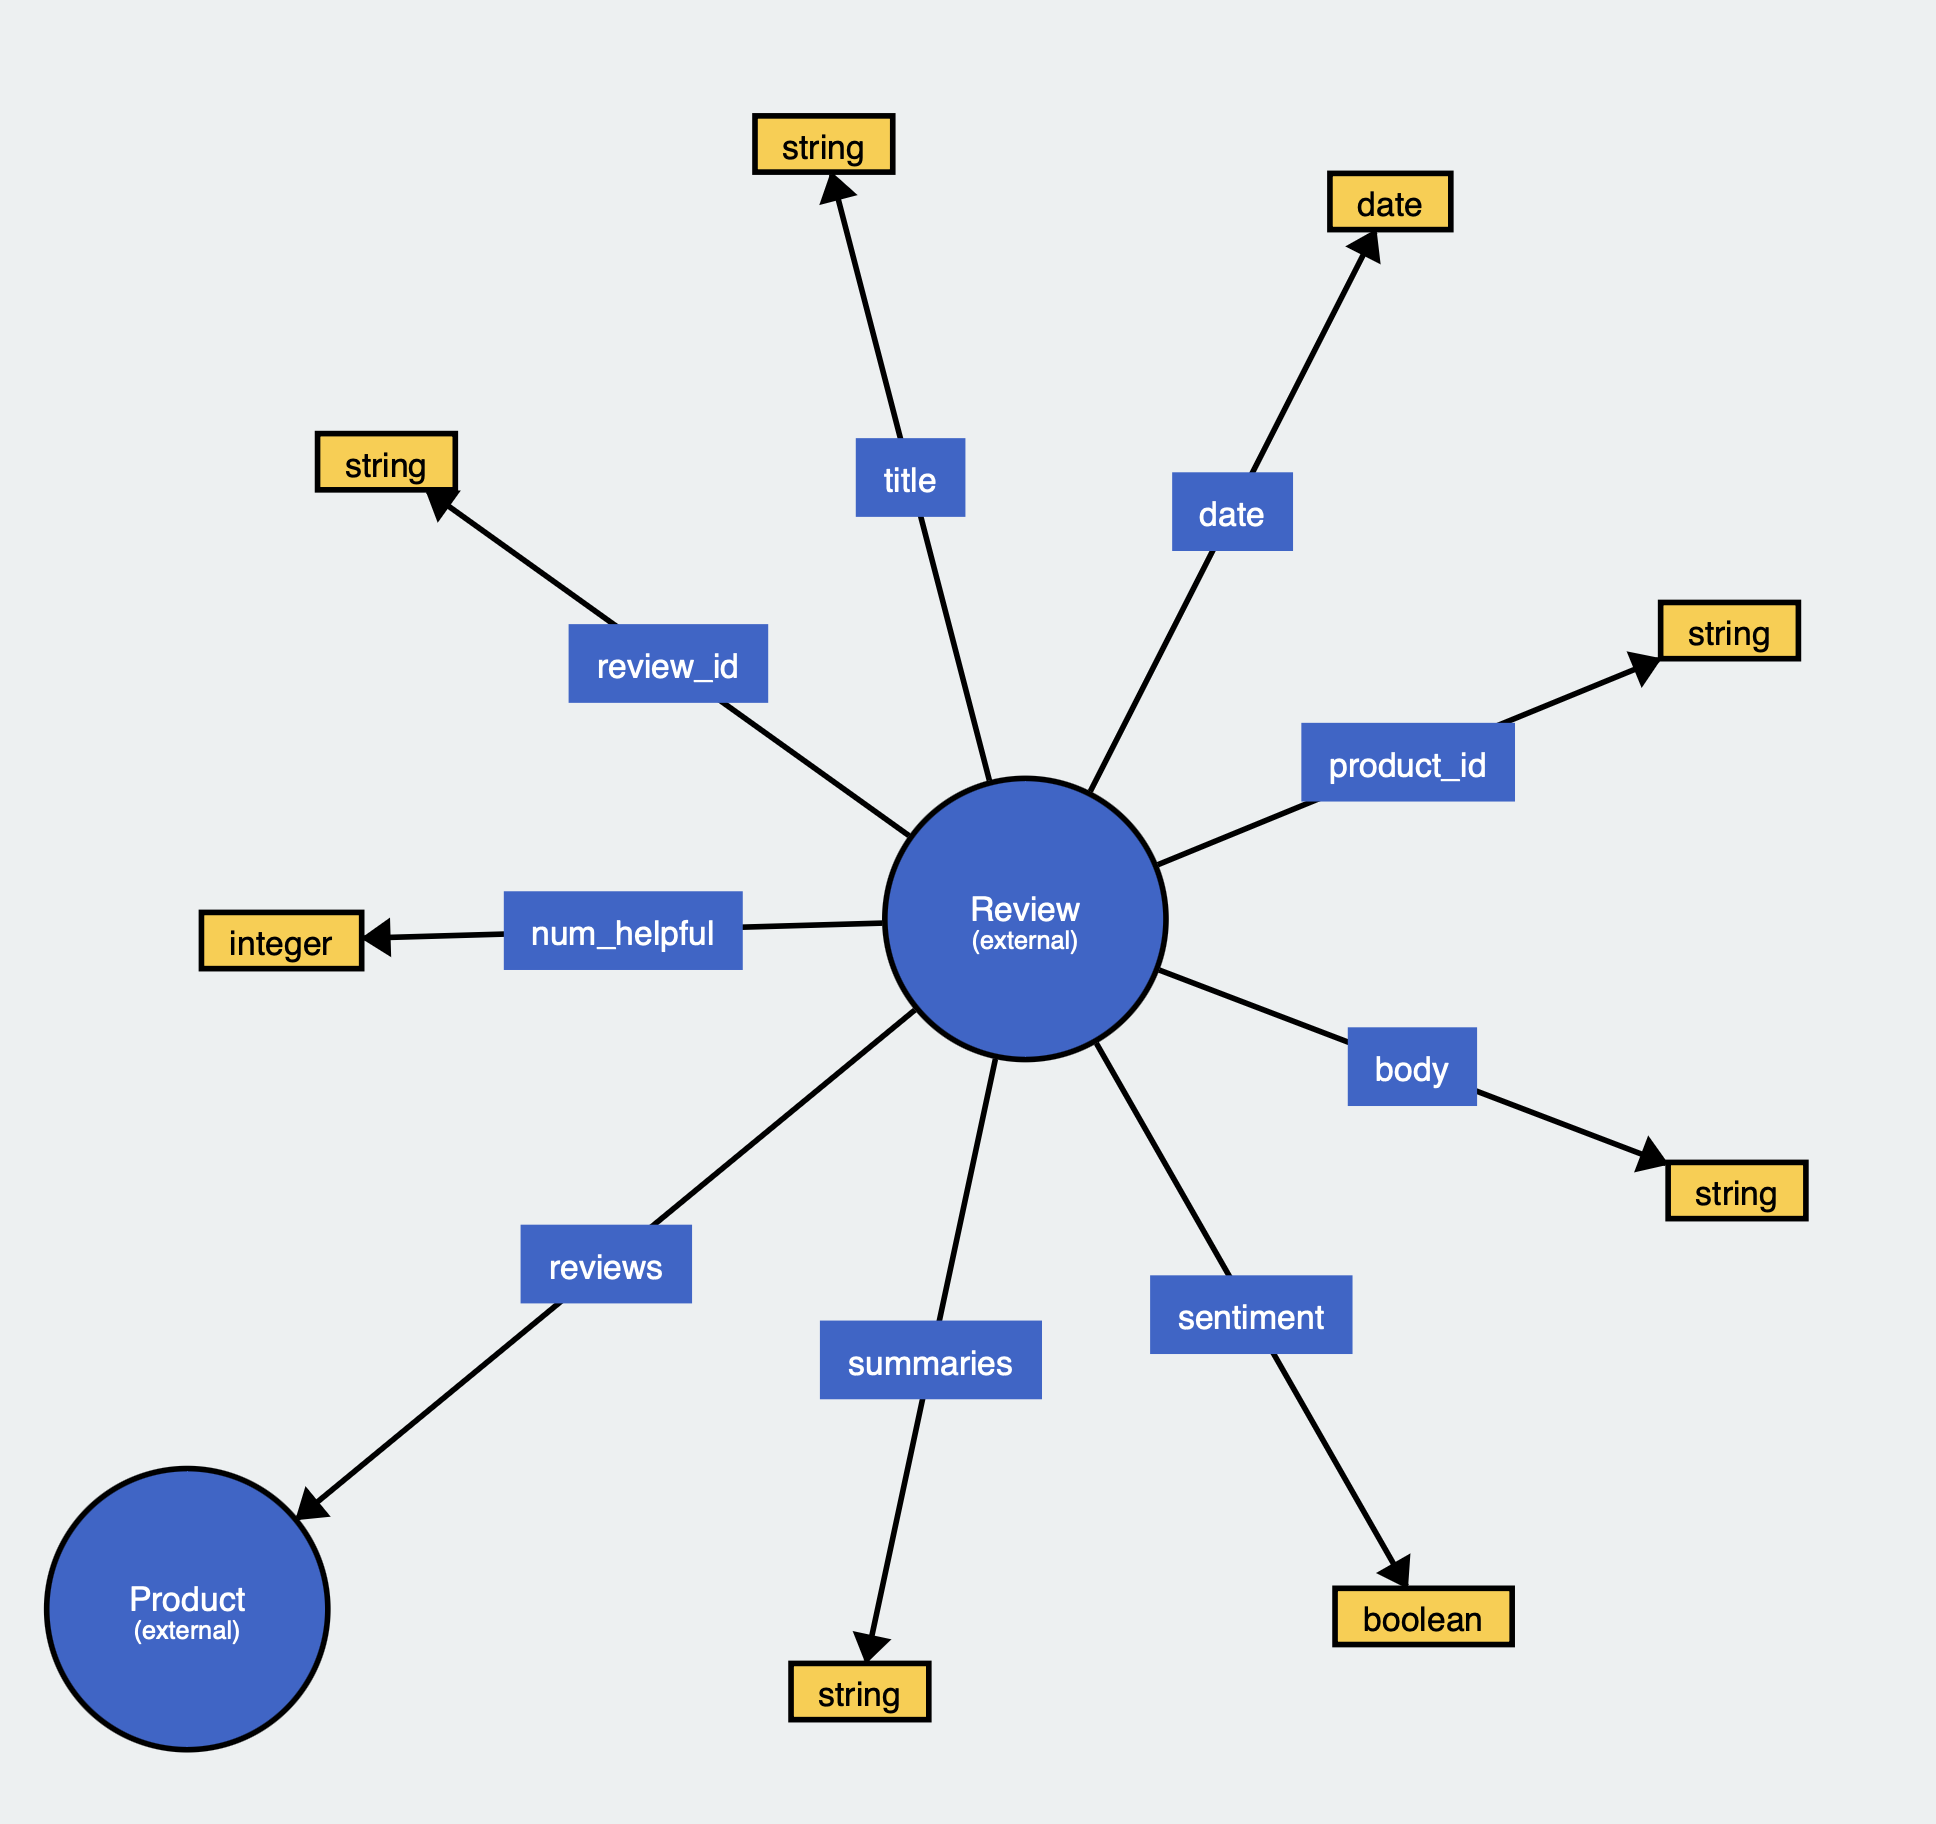 string
date
string
title
date
string
review_id
product_id
Review
(external)
num_helpful
integer
body
string
reviews
sentiment
summaries
Product
(external)
boolean
string